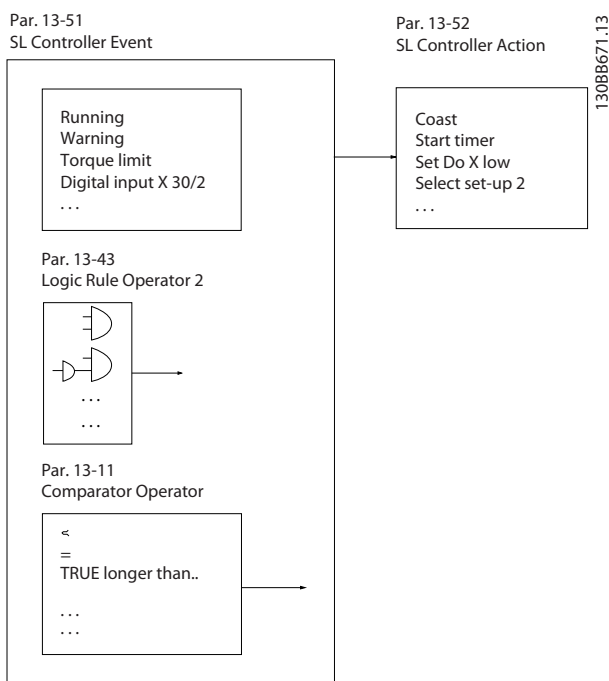 Par. 13-51
SL Controller Event
Par. 13-52
SL Controller Action
130BB671.13
Running
Warning
Torque limit
Digital input X 30/2
. . .
Coast
Start timer
Set Do X low
Select set-up 2
. . .
Par. 13-43
Logic Rule Operator 2
. . .
. . .
Par. 13-11
Comparator Operator
<
=
TRUE longer than..
. . .
. . .